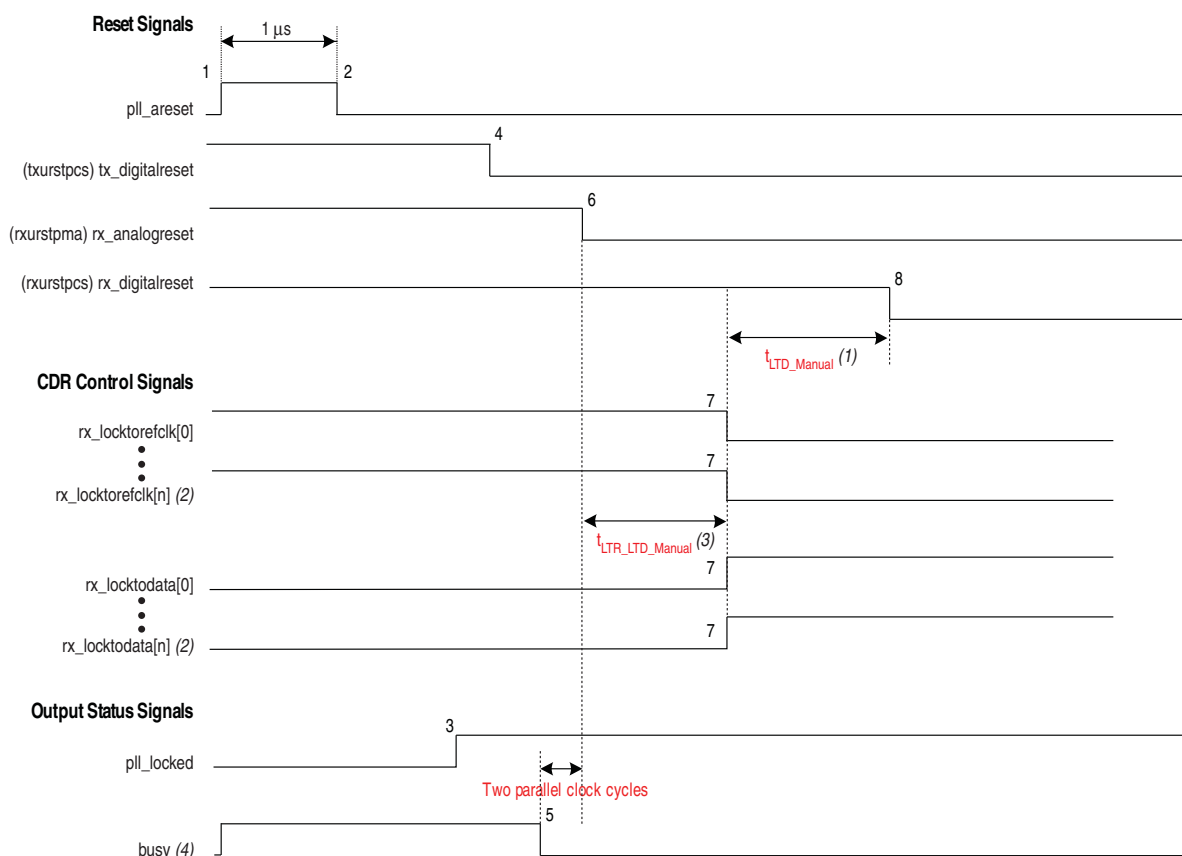 Reset Signals
1 μs
1
2
pll_areset
4
(txurstpcs) tx_digitalreset
6
(rxurstpma) rx_analogreset
(rxurstpcs) rx_digitalreset
8
tLTD_Manual (1)
CDR Control Signals
7
rx_locktorefclk[0]
7
rx_locktorefclk[n] (2)
tLTR_LTD_Manual (3)
7
rx_locktodata[0]
7
rx_locktodata[n] (2)
Output Status Signals
3
pll_locked
Two parallel clock cycles
5
busy (4)